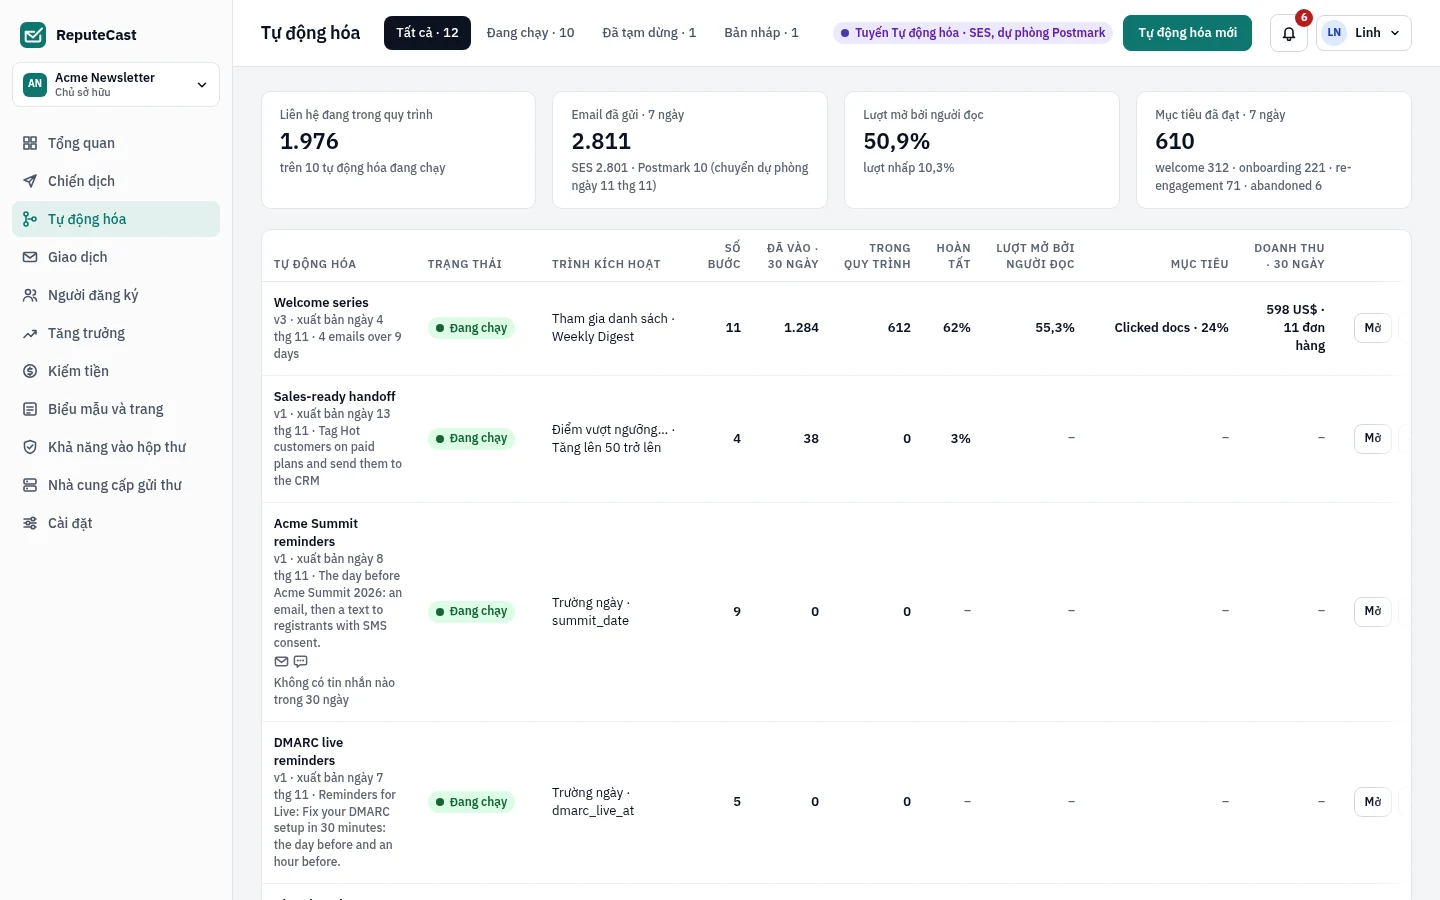 ReputeCast
AN
Acme Newsletter
Chủ sở hữu
Tổng quan
Chiến dịch
Tự động hóa
Giao dịch
Người đăng ký
Tăng trưởng
Kiếm tiền
Biểu mẫu và trang
Khả năng vào hộp thư
Nhà cung cấp gửi thư
Cài đặt
Tự động hóa
Tất cả · 12
Đang chạy · 10
Đã tạm dừng · 1
Bản nháp · 1
Tuyến Tự động hóa · SES, dự phòng Postmark
Tự động hóa mới
6
LN
Linh
Liên hệ đang trong quy trình
1.976
trên 10 tự động hóa đang chạy
Email đã gửi · 7 ngày
2.811
SES 2.801 · Postmark 10 (chuyển dự phòng
ngày 11 thg 11)
Lượt mở bởi người đọc
50,9%
lượt nhấp 10,3%
Mục tiêu đã đạt · 7 ngày
610
welcome 312 · onboarding 221 · re-
engagement 71 · abandoned 6
TỰ ĐỘNG HÓA
TRẠNG THÁI
TRÌNH KÍCH HOẠT
SỐ
BƯỚC
ĐÃ VÀO ·
30 NGÀY
TRONG
QUY TRÌNH
HOÀN
TẤT
LƯỢT MỞ BỞI
NGƯỜI ĐỌC
MỤC TIÊU
DOANH THU
· 30 NGÀY
Welcome series
v3 · xuất bản ngày 4
thg 11 · 4 emails over 9
days
Đang chạy
Tham gia danh sách ·
Weekly Digest
11
1.284
612
62%
55,3%
Clicked docs · 24%
598 US$ ·
11 đơn
hàng
Mở
Sales-ready handoff
v1 · xuất bản ngày 13
thg 11 · Tag Hot
customers on paid
plans and send them to
the CRM
Đang chạy
Điểm vượt ngưỡng... ·
Tăng lên 50 trở lên
4
38
0
3%
–
–
–
Mở
Acme Summit
reminders
v1 · xuất bản ngày 8
thg 11 · The day before
Acme Summit 2026: an
email, then a text to
registrants with SMS
consent.
Không có tin nhắn nào
trong 30 ngày
Đang chạy
Trường ngày ·
summit_date
9
0
0
–
–
–
–
Mở
DMARC live
reminders
v1 · xuất bản ngày 7
thg 11 · Reminders for
Live: Fix your DMARC
setup in 30 minutes:
the day before and an
hour before.
Đang chạy
Trường ngày ·
dmarc_live_at
5
0
0
–
–
–
–
Mở